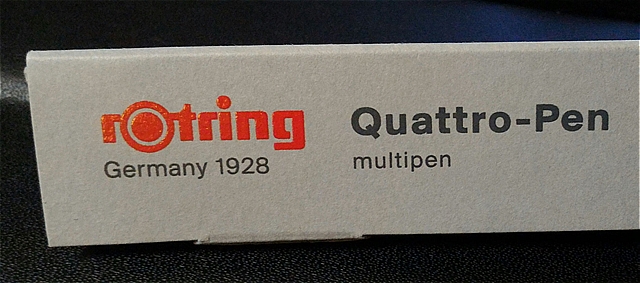 rotring
Germany 1928
Quattro-Pen
multipen